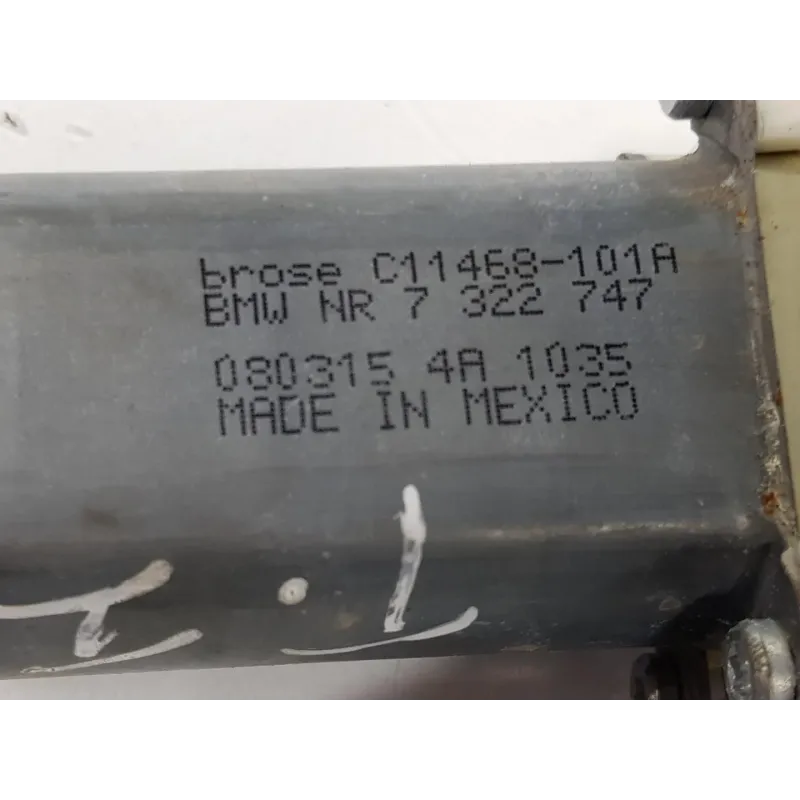 brose C11468-101A
BMW NR 7 322 747
080315 4A 1035
MADE IN MEXICO